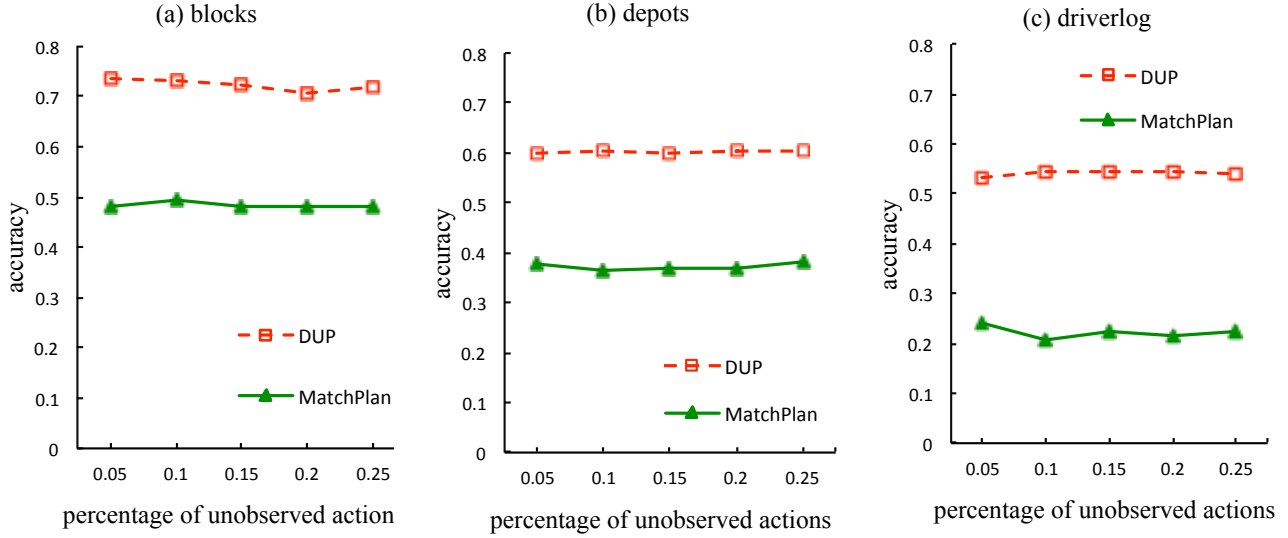 (a) blocks
accuracy
0.8
0.7
0.6
0.5
0.4
0.3
0.2
0.1
0
DUP
MatchPlan
0.05 0.1 0.15 0.2 0.25
percentage of unobserved action
(b) depots
accuracy
0.8
0.7
0.6
0.5
0.4
0.3
0.2
0.1
0
DUP
MatchPlan
0.05 0.1 0.15 0.2 0.25
percentage of unobserved actions
(c) driverlog
accuracy
0.8
0.7
0.6
0.5
0.4
0.3
0.2
0.1
0
DUP
MatchPlan
0.05 0.1 0.15 0.2 0.25
percentage of unobserved actions